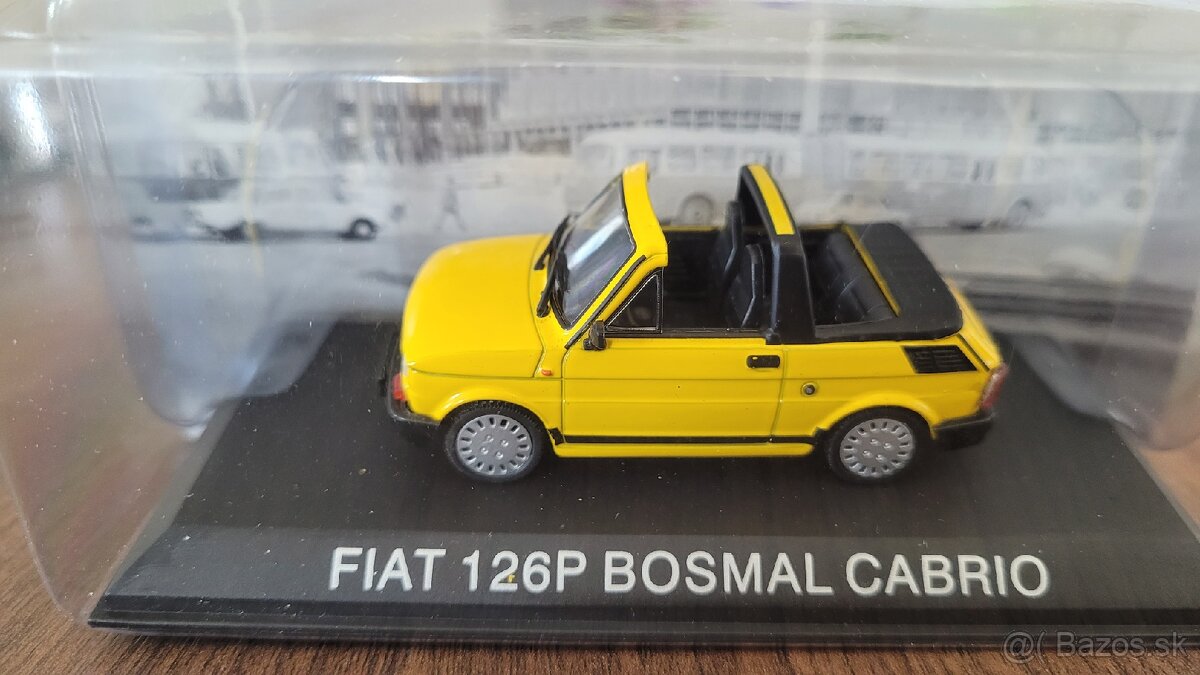 FIAT 126P BOSMAL CABRIO
@( Bazos.sk